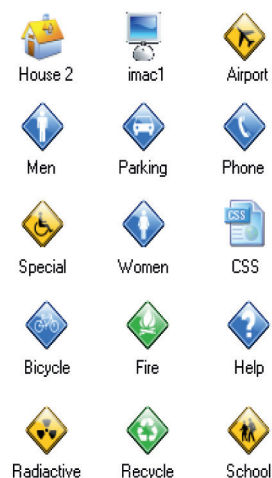 House 2 imac1 Airport
Men Parking Phone
CSS
Special Women CSS
Bicycle Fire Help
?
Radiactive Recycle School